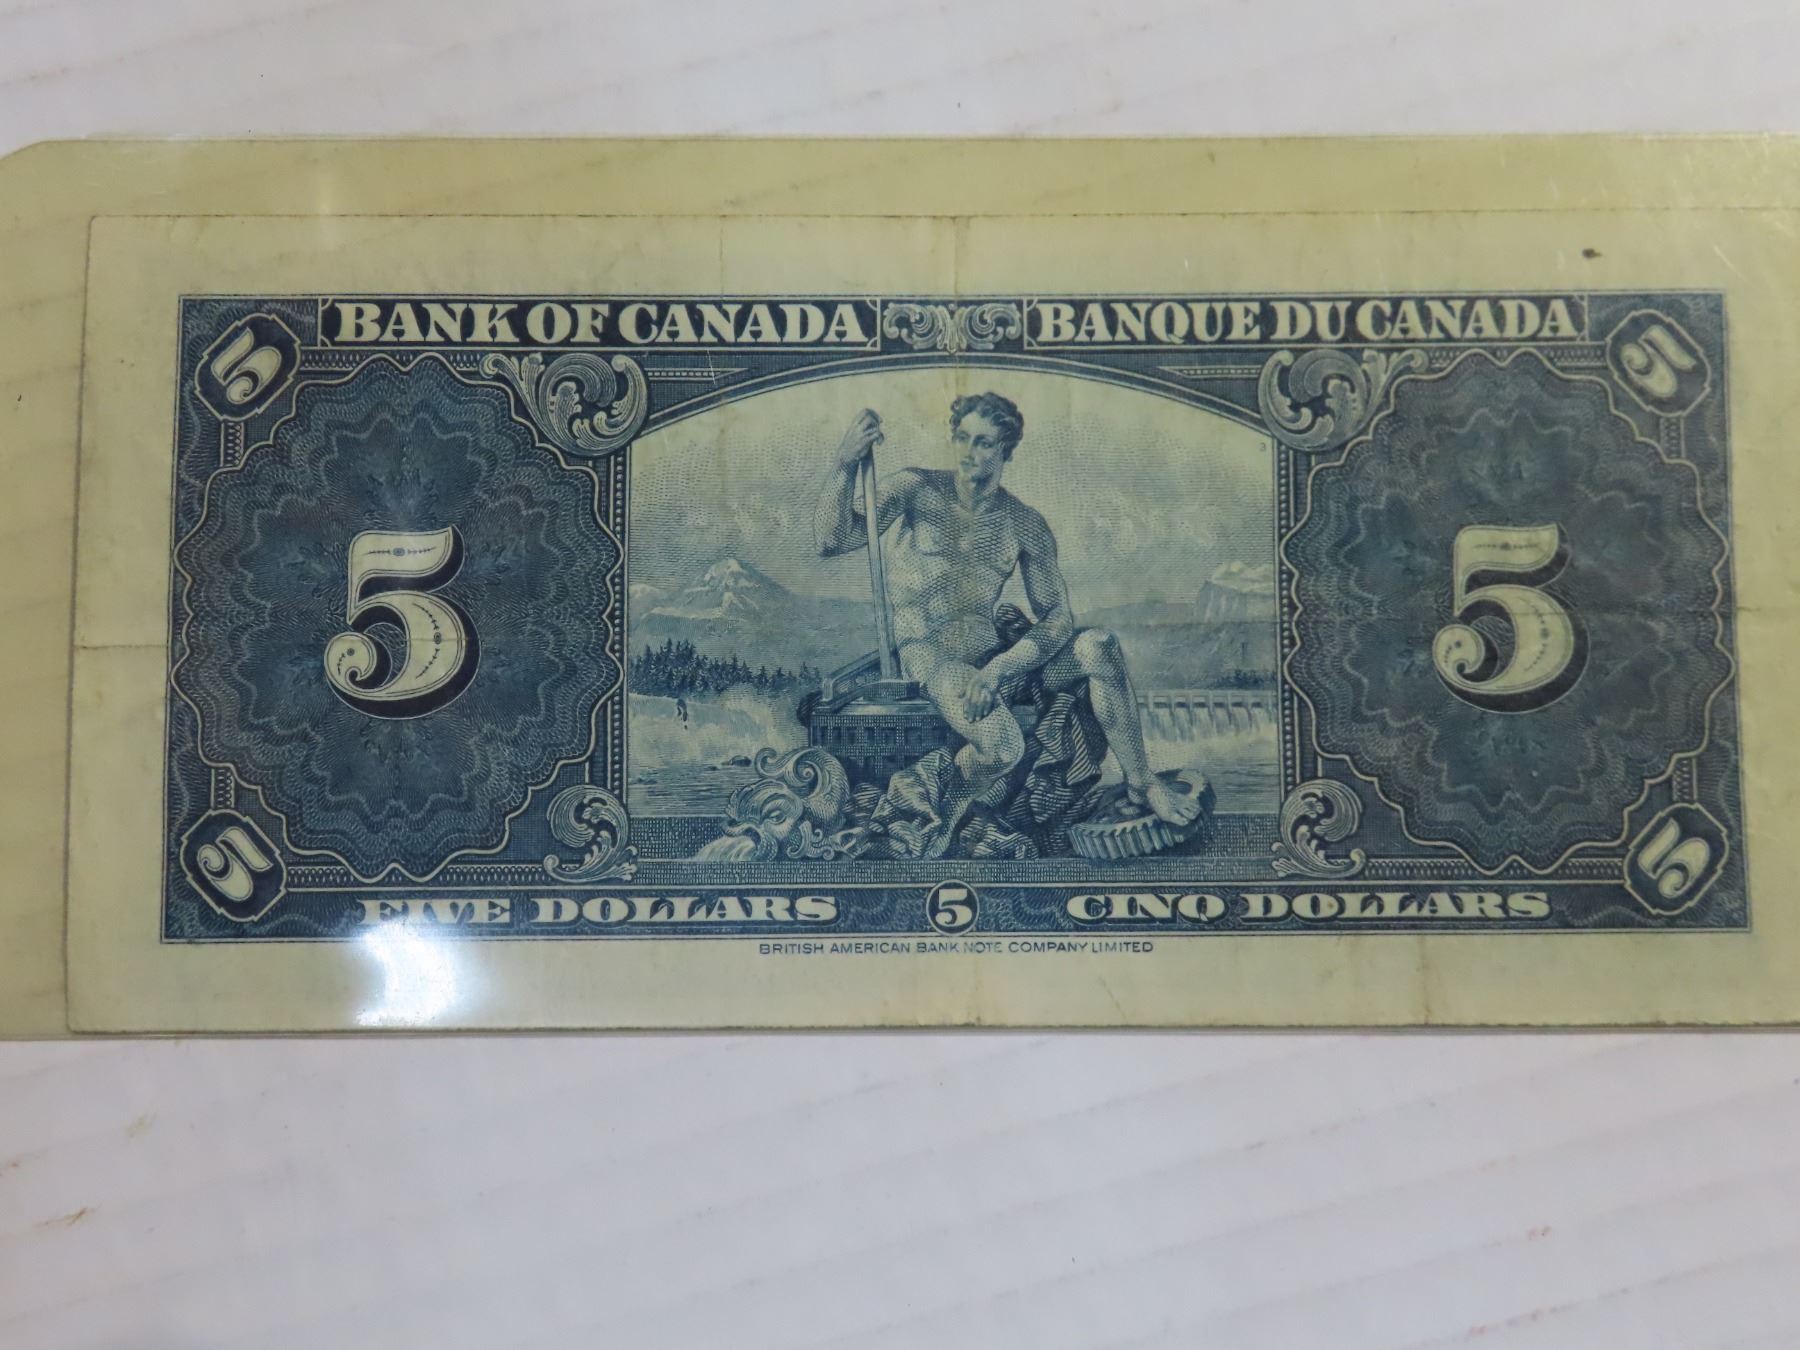 BANK OF CANADA BANQUE DU CANADA
5 5
3
5 5
5 5
FIVE DOLLARS 5 CINQ DOLLARS
BRITISH AMERICAN BANK NOTE COMPANY LIMITED